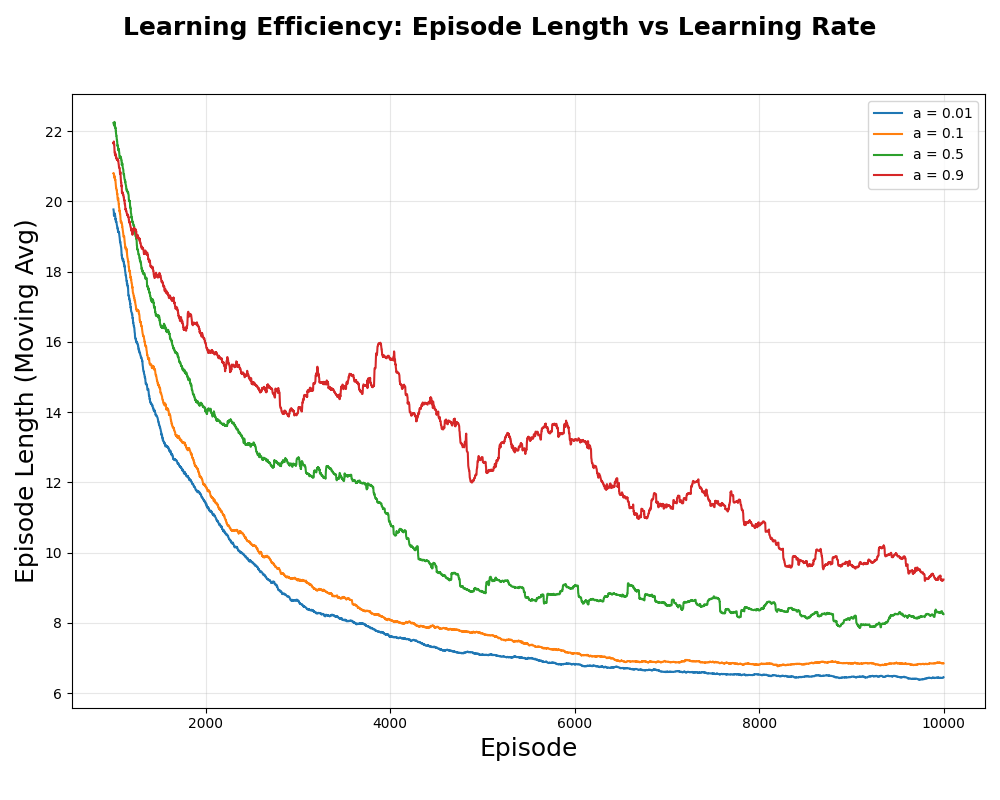 Learning Efficiency: Episode Length vs Learning Rate
a = 0.01
a = 0.1
a = 0.5
a = 0.9
Episode Length (Moving Avg)
22
20
18
16
14
12
10
8
6
2000 4000 6000 8000 10000
Episode